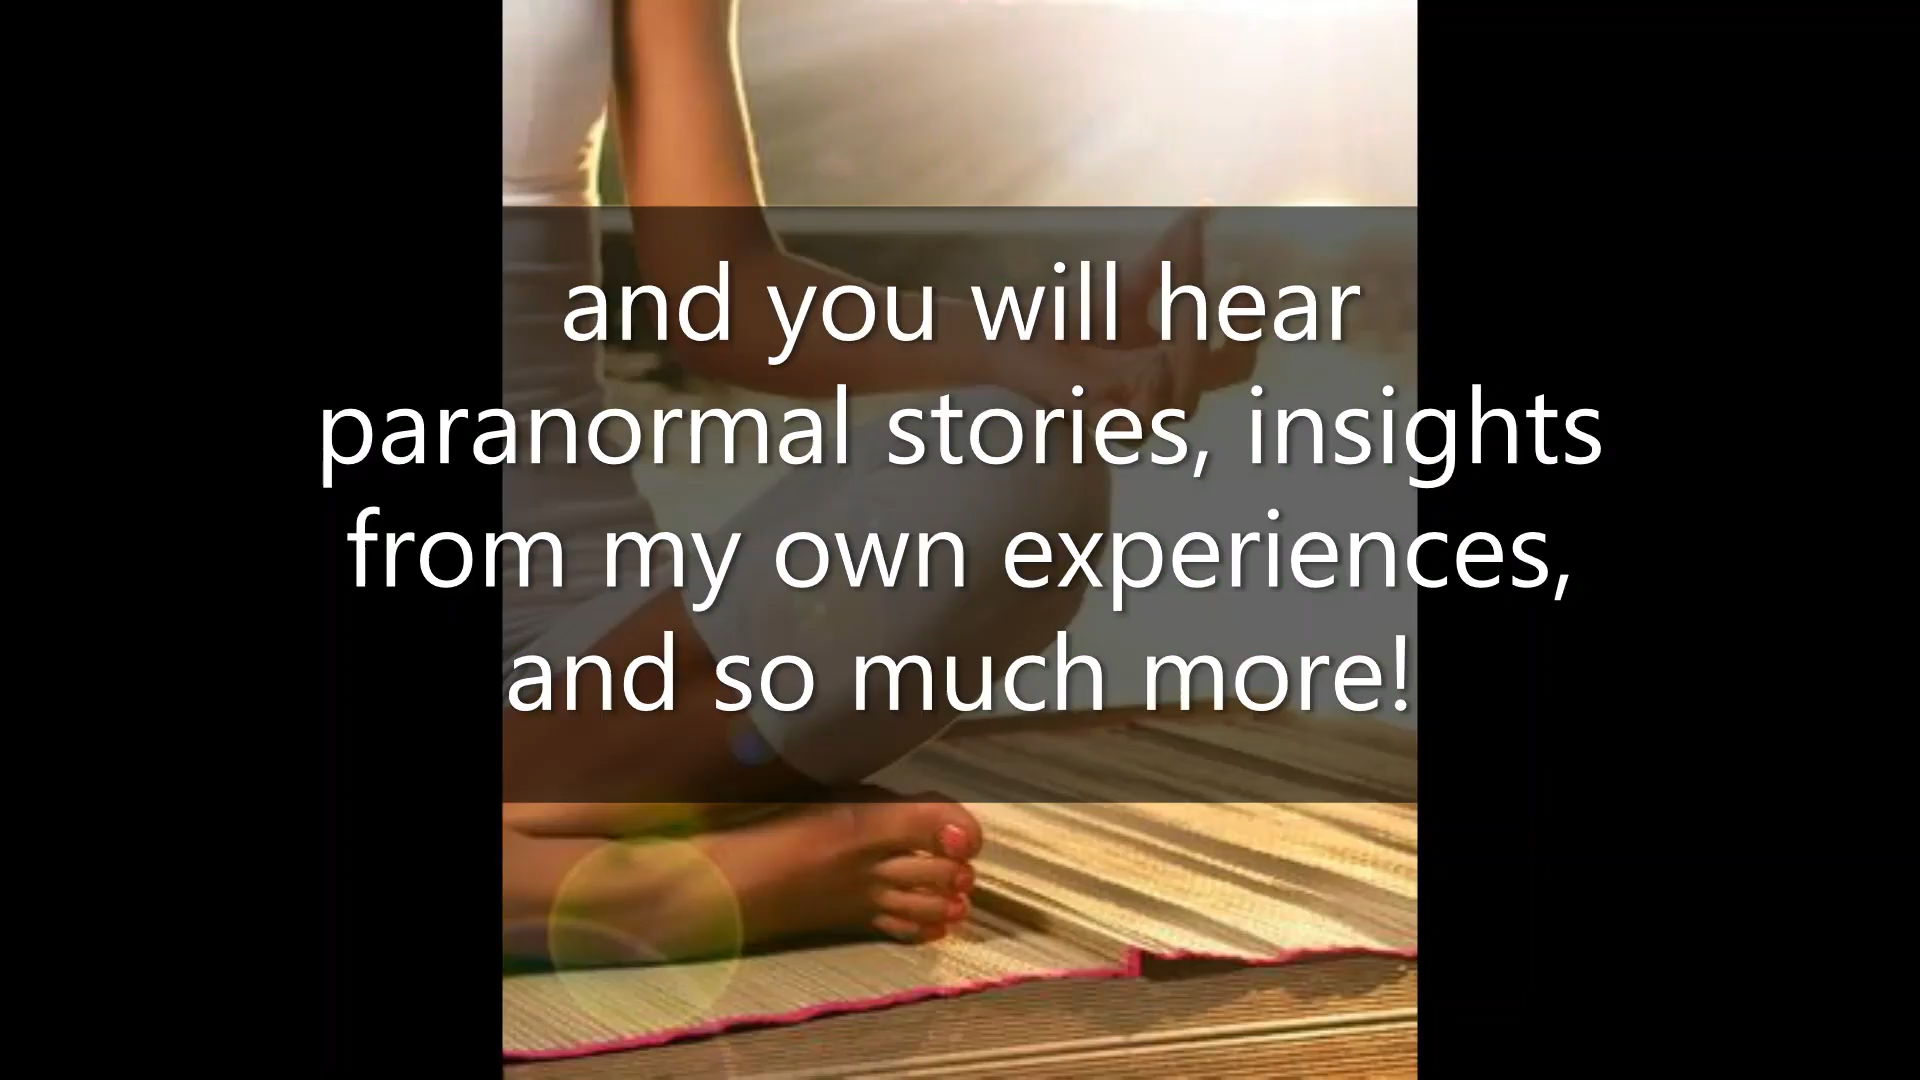 and you will hear
paranormal stories, insights
from my own experiences,
and so much more!